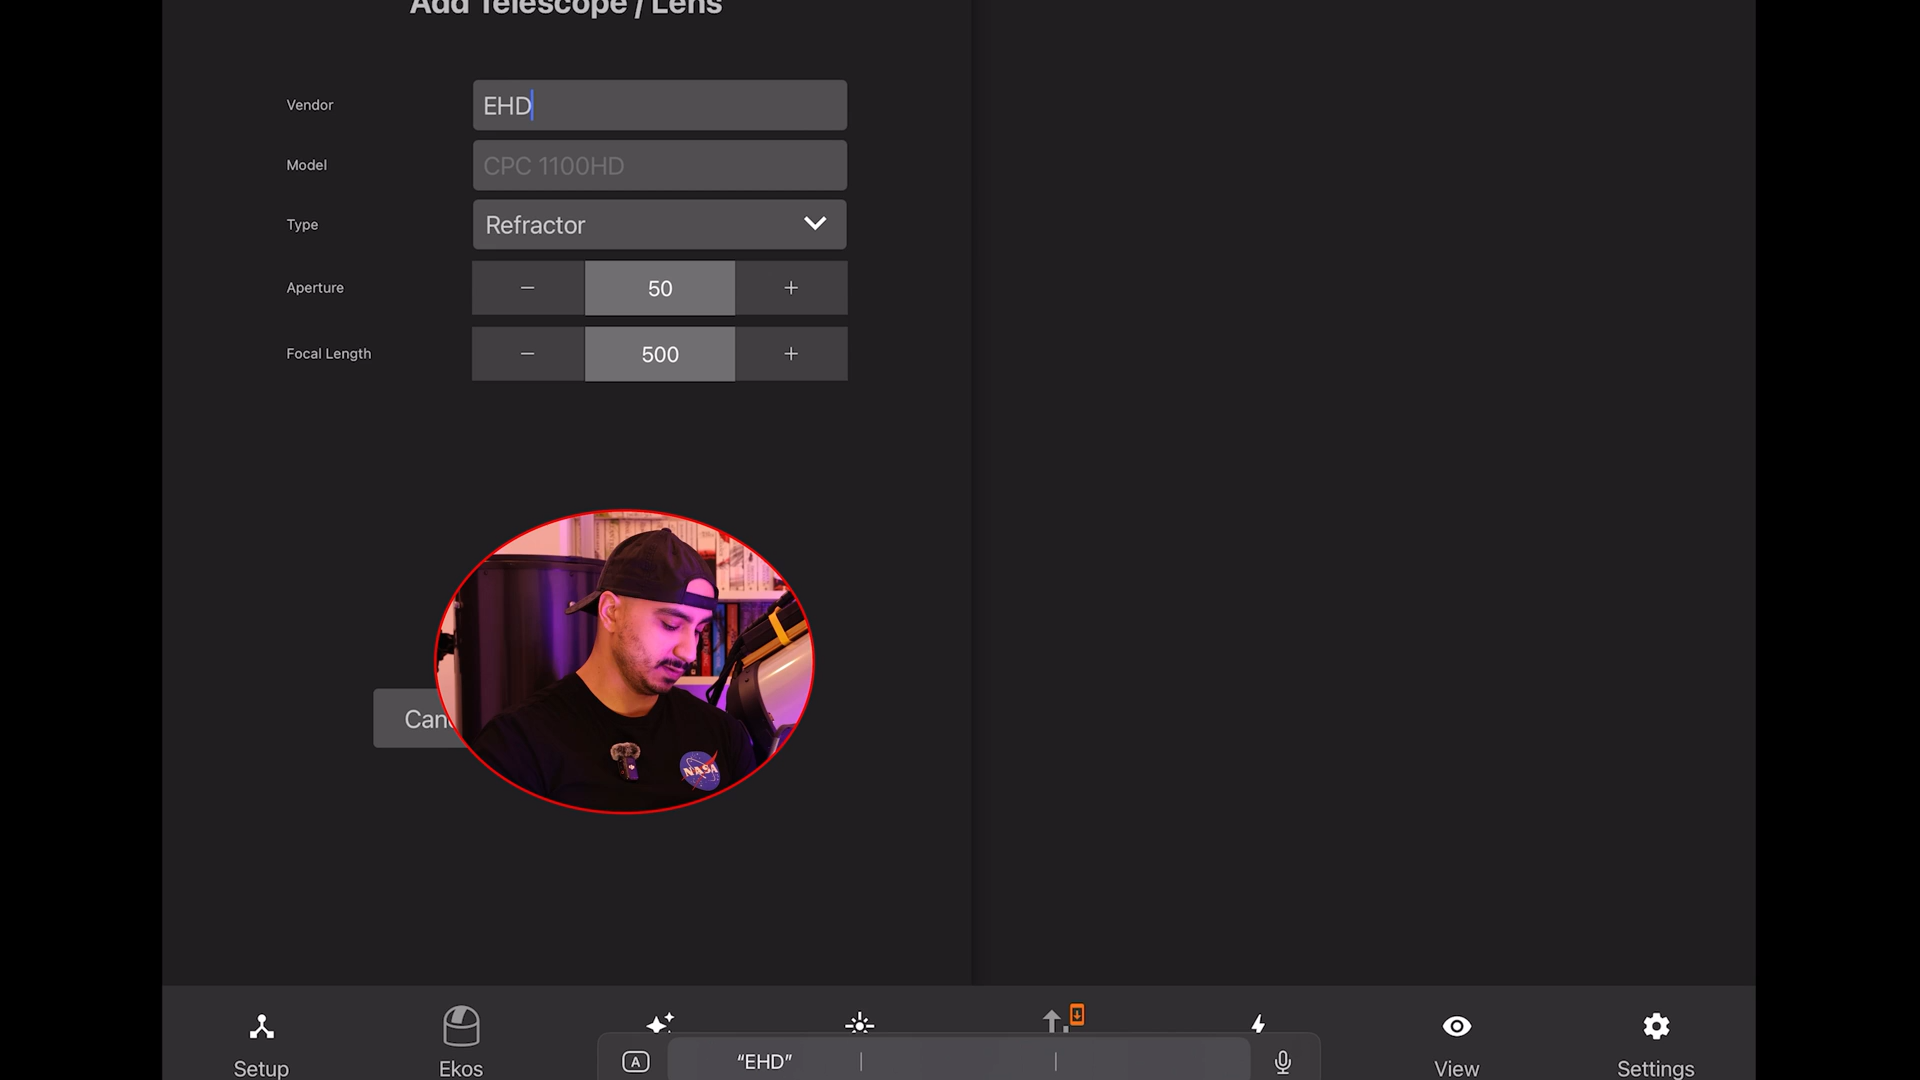 Add Telescope / Lens
Vendor
EHD
Model
CPC 1100HD
Type
Refractor
Aperture
− 50 +
Focal Length
− 500 +
NASA
Setup
Ekos
A
“EHD”
View
Settings